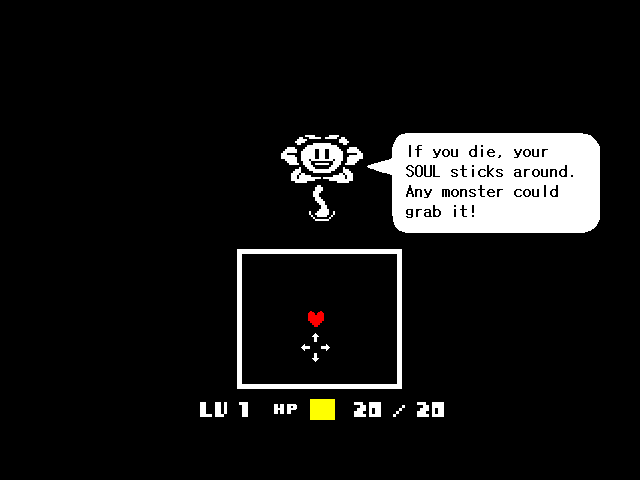 If you die, your
SOUL sticks around.
Any monster could
grab it!
LV 1 HP 20 / 20